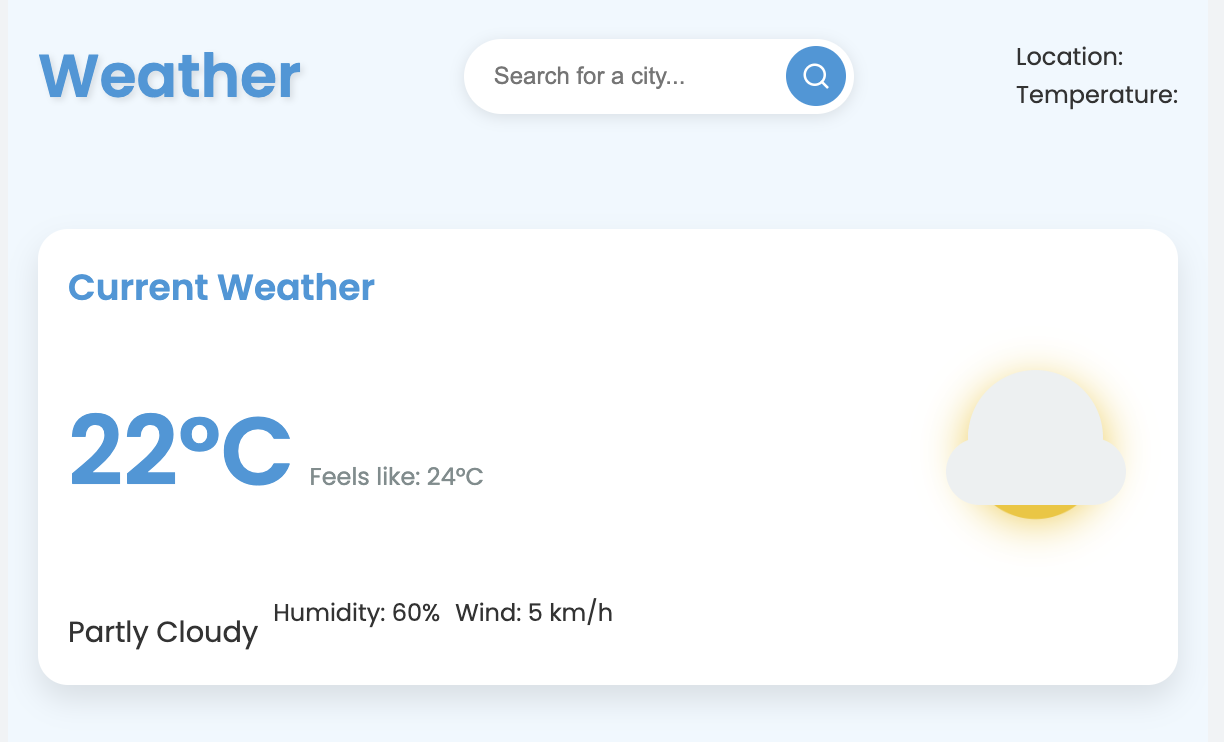 Weather
Search for a city...
Location:
Temperature:
Current Weather
22°C Feels like: 24°C
Partly Cloudy Humidity: 60% Wind: 5 km/h